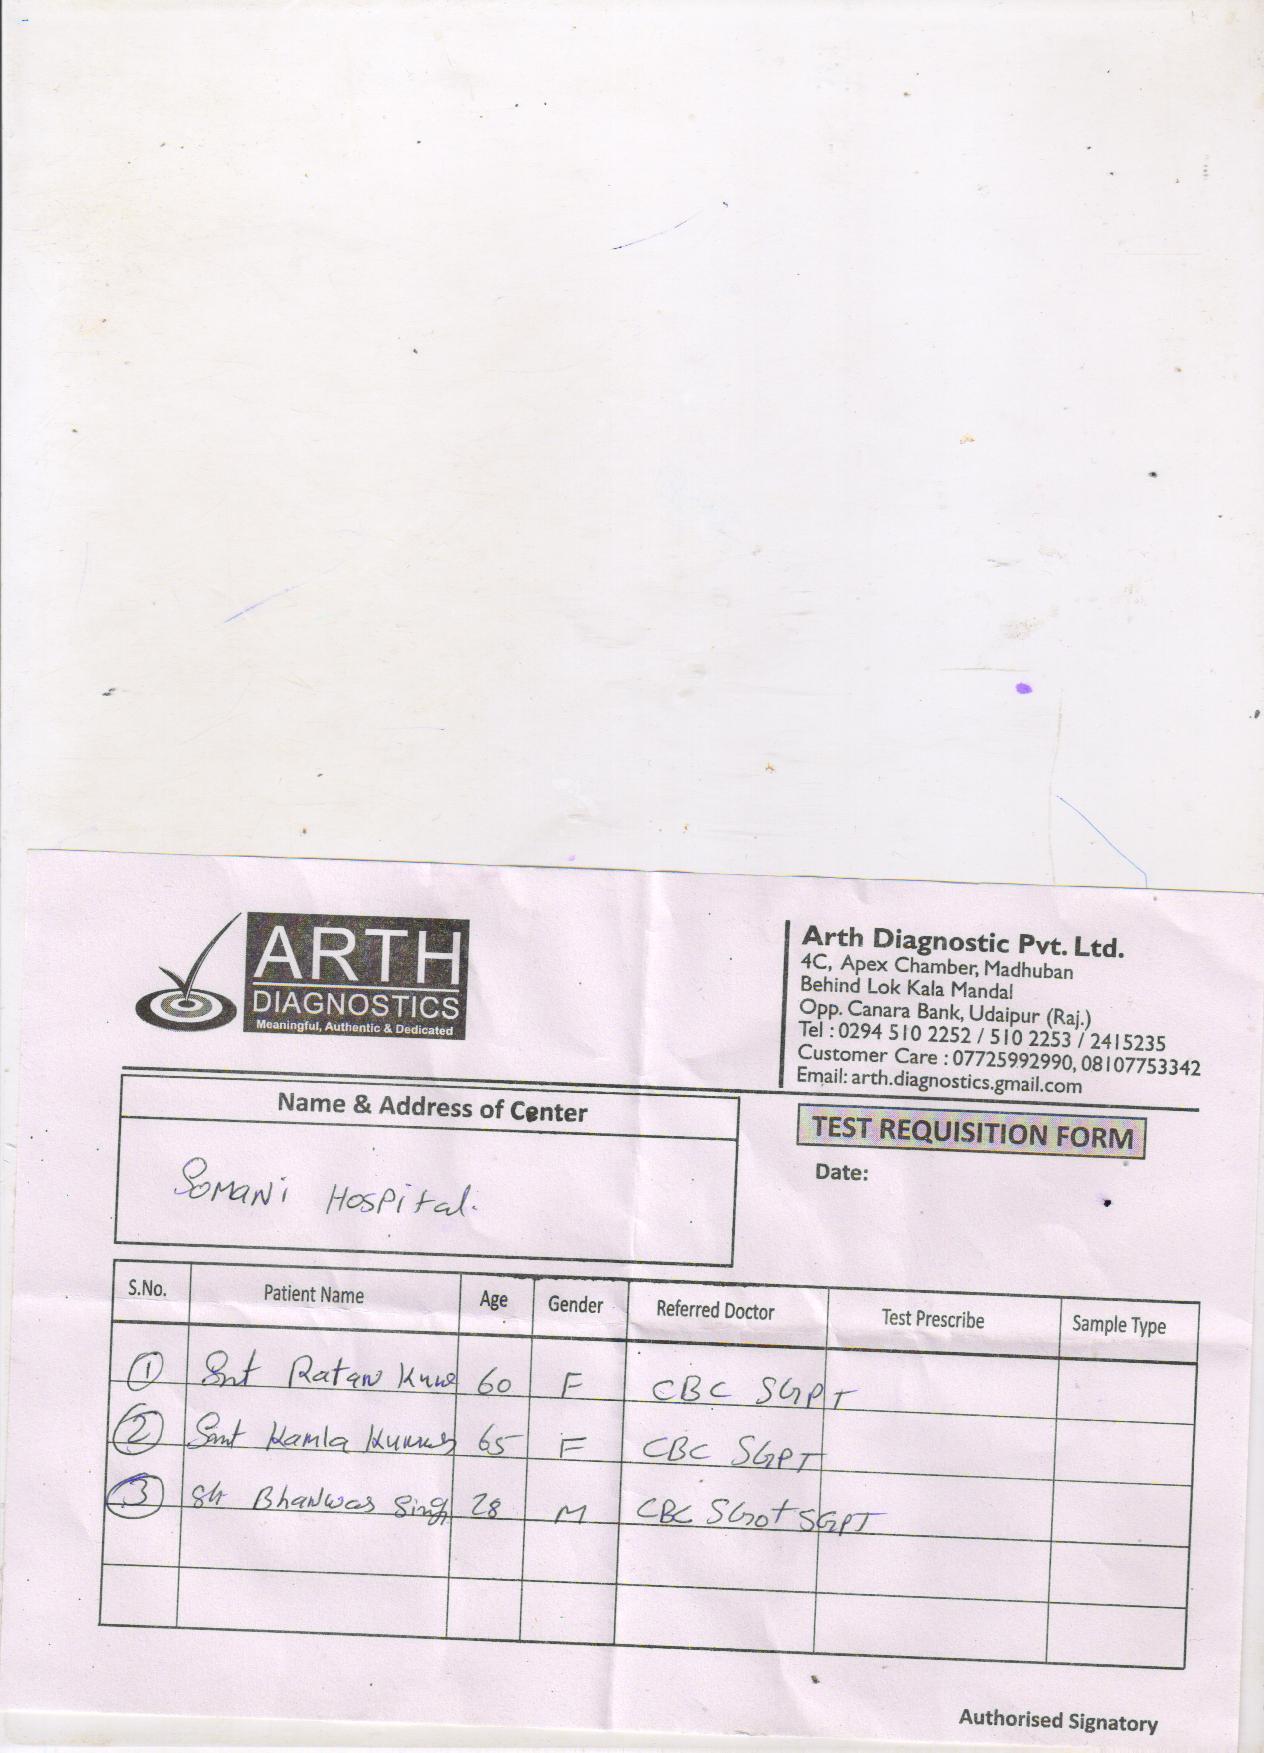 ARTH
DIAGNOSTICS
Meaningful, Authentic & Dedicated
Arth Diagnostic Pvt. Ltd.
4C, Apex Chamber, Madhuban
Behind Lok Kala Mandal
Opp. Canara Bank, Udaipur (Raj.)
Tel : 0294 510 2252 / 510 2253 / 2415235
Customer Care : 07725992990, 08107753342
Email: arth.diagnostics.gmail.com
Name & Address of Center
TEST REQUISITION FORM
Date:
Somani Hospital.
S.No. Patient Name Age Gender Referred Doctor Test Prescribe Sample Type
1 Smt Ratan 60 F CBC SGPT
2 Smt Kamla 65 F CBC SGPT
3 Sh Bhanwar Singh 28 M CBC SGOT SGPT
Authorised Signatory